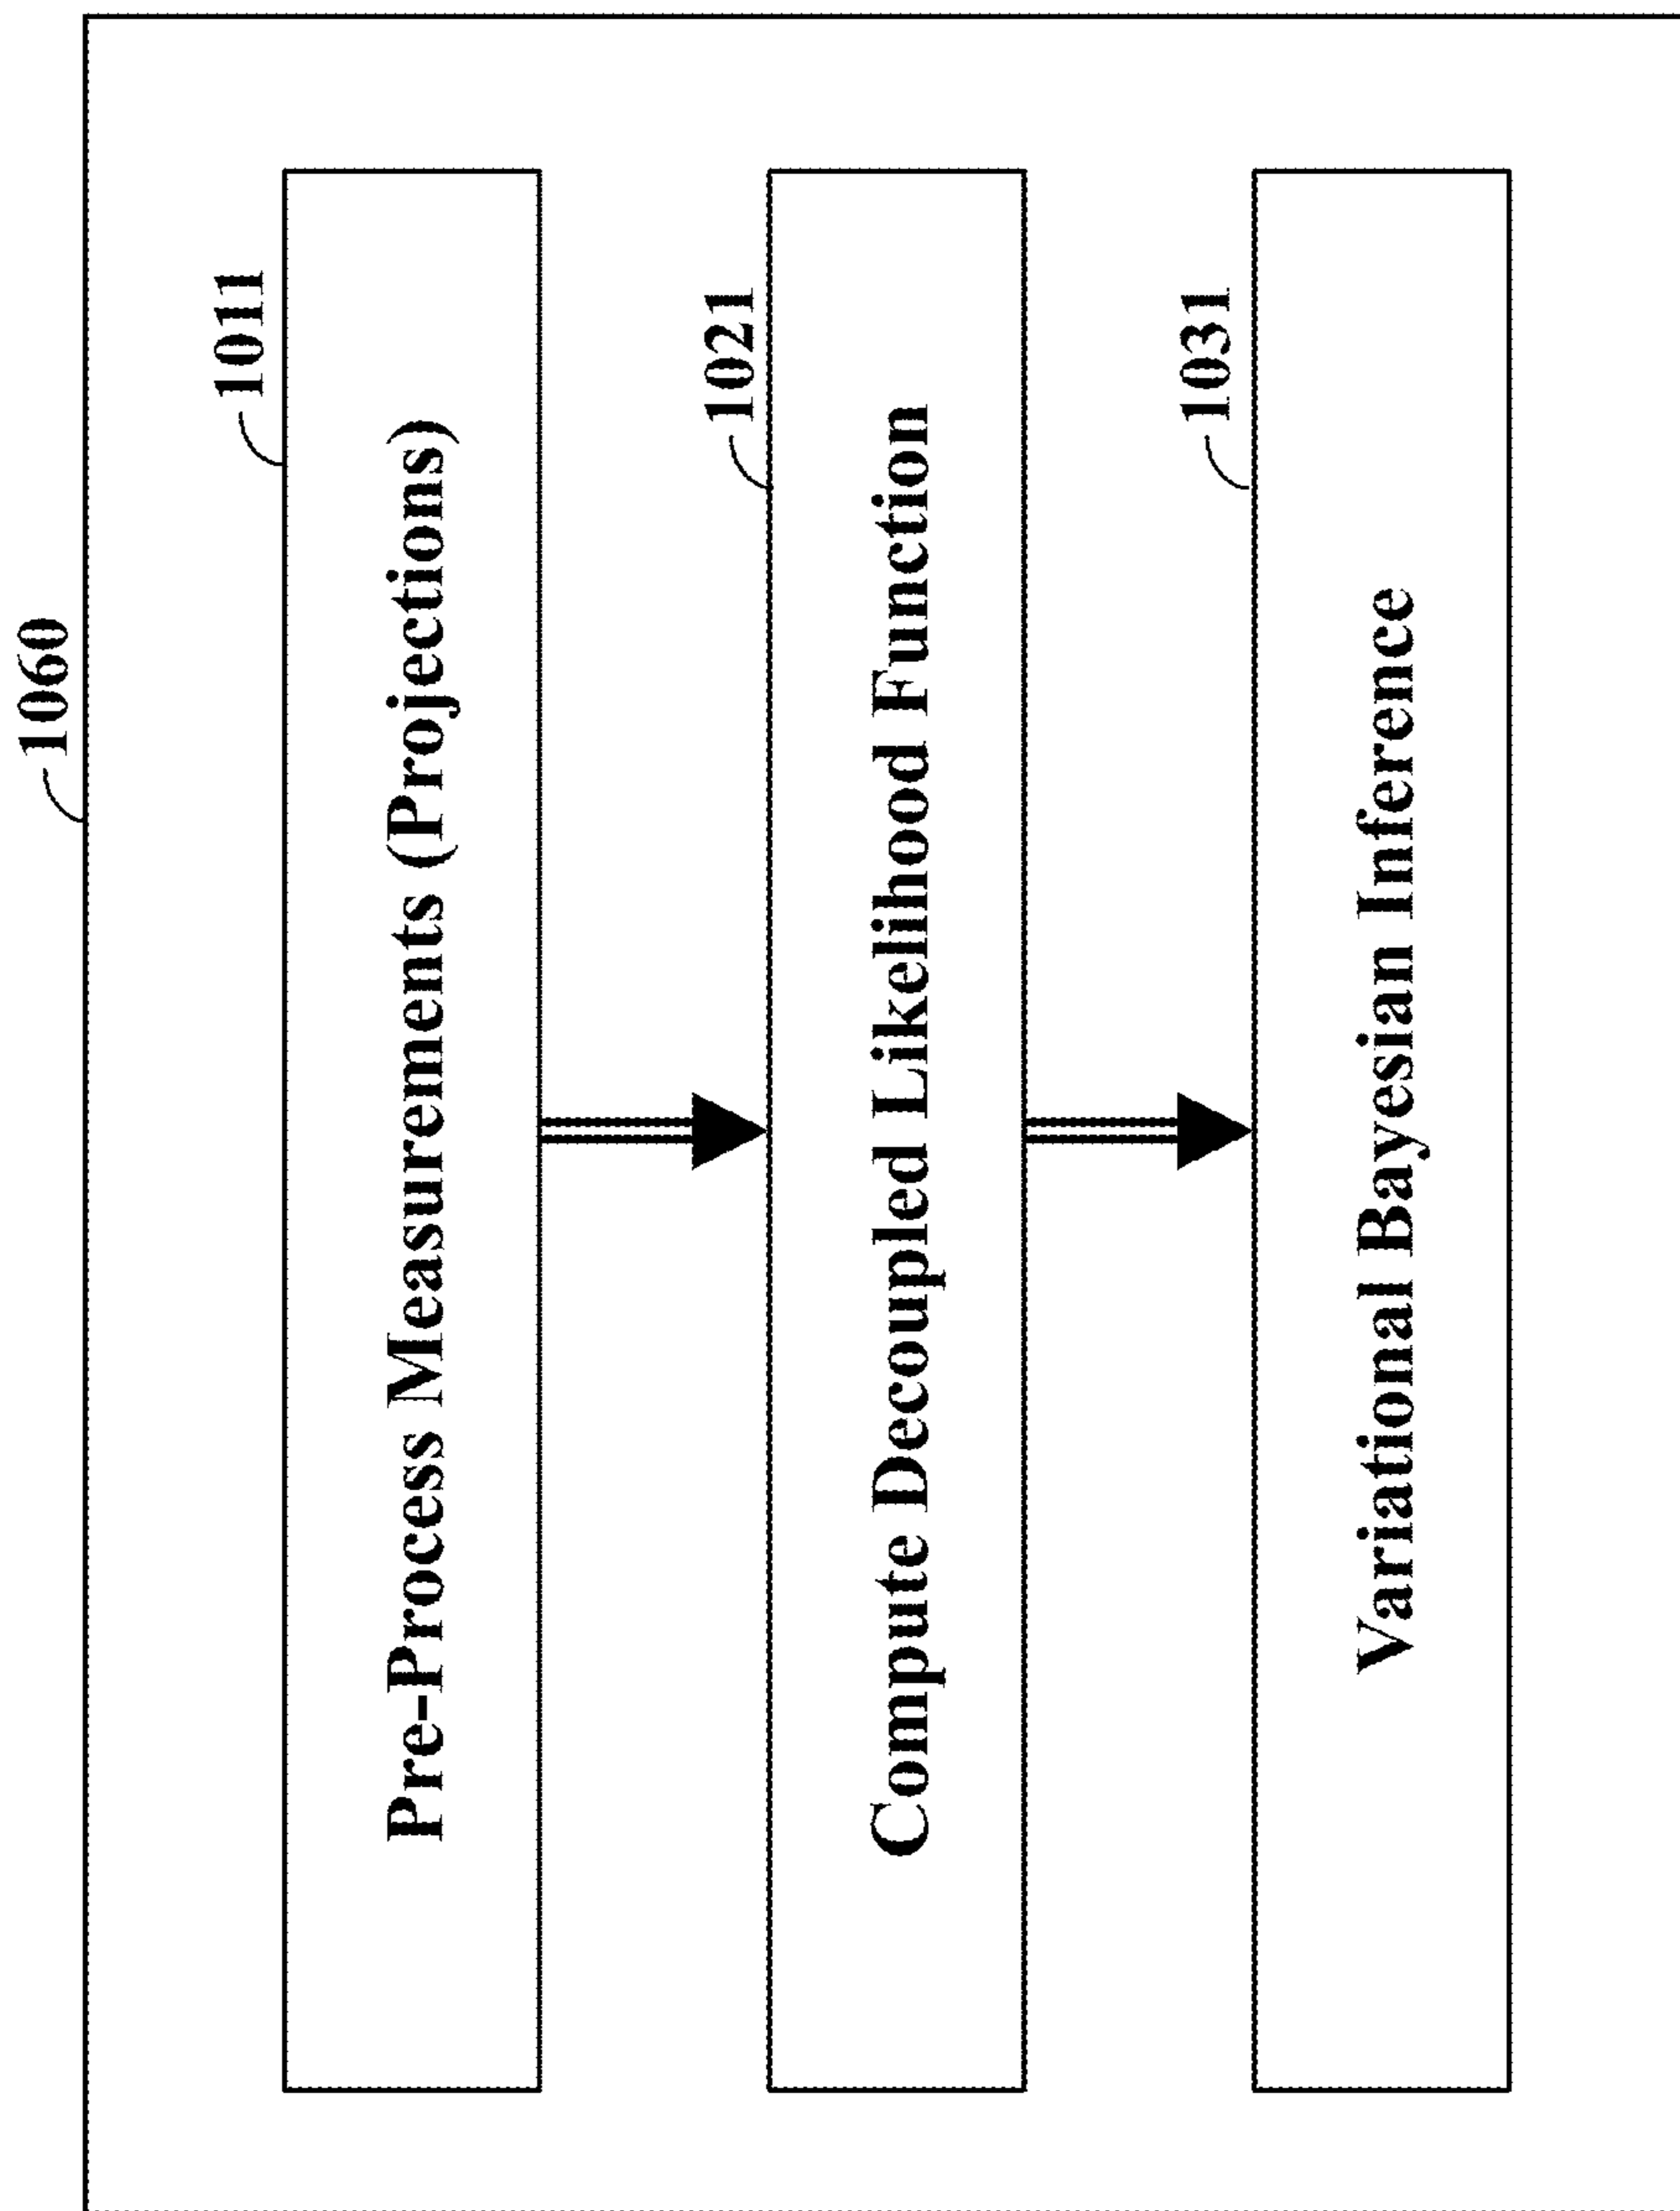 1060
1011
Pre-Process Measurements (Projections)
1021
Compute Decoupled Likelihood Function
1031
Variational Bayesian Inference